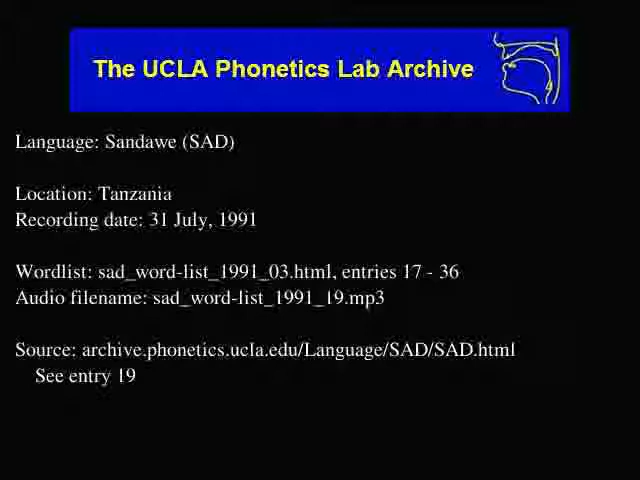 The UCLA Phonetics Lab Archive
Language: Sandawe (SAD)
Location: Tanzania
Recording date: 31 July, 1991
Wordlist: sad_word-list_1991_03.html, entries 17 - 36
Audio filename: sad_word-list_1991_19.mp3
Source: archive.phonetics.ucla.edu/Language/SAD/SAD.html
See entry 19